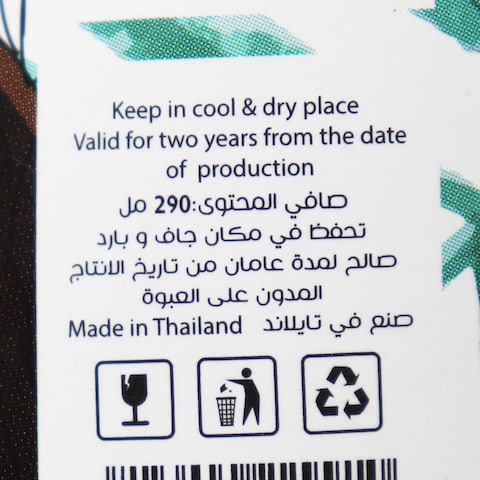 Keep in cool & dry place
Valid for two years from the date
of production
صافي المحتوى:290 مل
تحفظ في مكان جاف و بارد
صالح لمدة عامان من تاريخ الانتاج
المدون على العبوة
Made in Thailand صنع في تايلاند